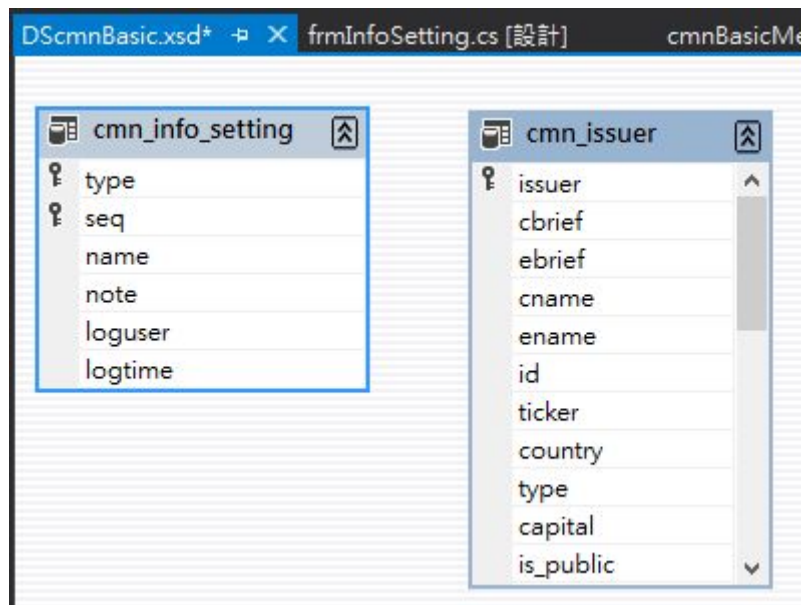 DScmnBasic.xsd*
frmInfoSetting.cs [設計]
cmnBasicMe
cmn_info_setting
type
seq
name
note
loguser
logtime
cmn_issuer
issuer
cbrief
ebrief
cname
ename
id
ticker
country
type
capital
is_public